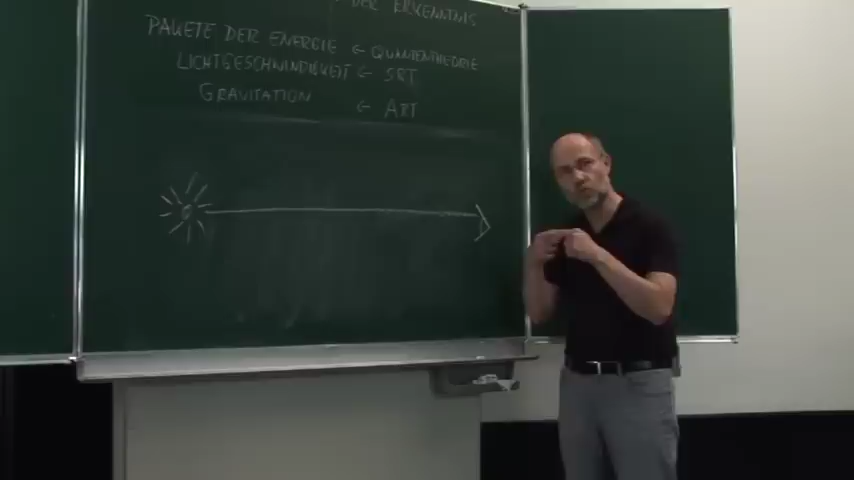 DER ERKENNTNIS
PAKETE DER ENERGIE ← QUANTENTHEORIE
LICHTGESCHWINDIGKEIT ← SRT
GRAVITATION ← ART